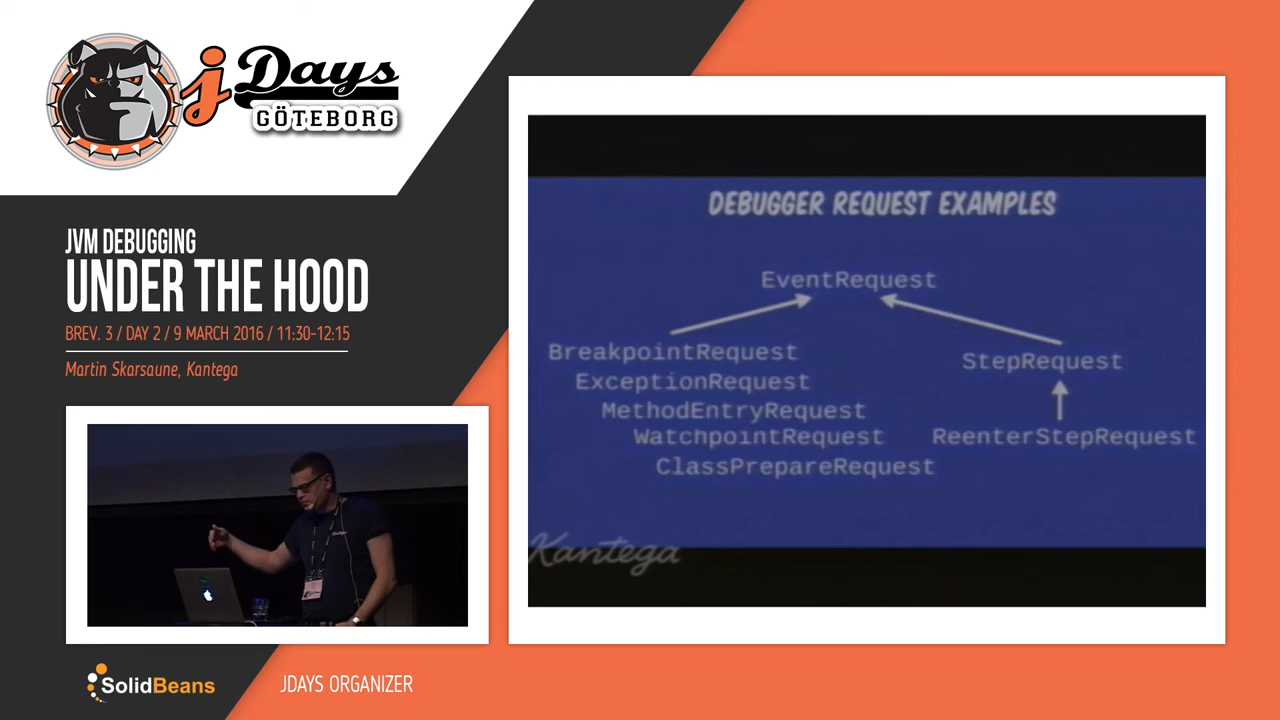 jDays
GÖTEBORG
JVM DEBUGGING
UNDER THE HOOD
BREV. 3 / DAY 2 / 9 MARCH 2016 / 11:30-12:15
Martin Skarsaune, Kantega
DEBUGGER REQUEST EXAMPLES
EventRequest
BreakpointRequest
ExceptionRequest
MethodEntryRequest
WatchpointRequest
ClassPrepareRequest
StepRequest
ReenterStepRequest
Kantega
SolidBeans
JDAYS ORGANIZER